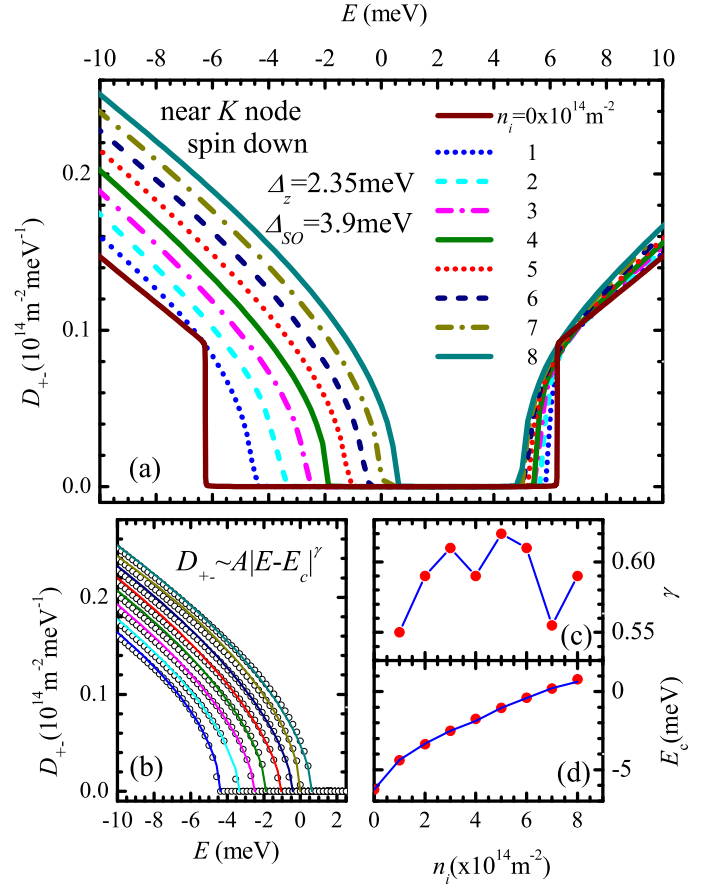 E (meV)
-10 -8 -6 -4 -2 0 2 4 6 8 10
near K node
spin down
Δz=2.35meV
ΔSO=3.9meV
ni=0x10^14m^-2
1
2
3
4
5
6
7
8
0.2
0.1
0.0
D+-(10^14m^-2meV^-1)
(a)
D+-~A|E-Ec|^γ
0.2
0.1
0.0
D+-(10^14m^-2meV^-1)
(b)
-10 -8 -6 -4 -2 0 2
E (meV)
0.60
0.55
γ
(c)
0
-5
Ec(meV)
(d)
0 2 4 6 8
ni(x10^14m^-2)